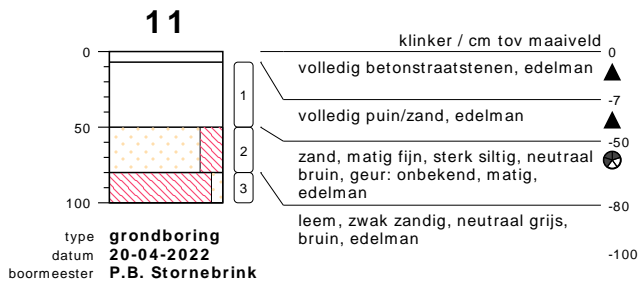 11
klinker / cm tov maaiveld
0
0
volledig betonstraatstenen, edelman
-7
1
volledig puin/zand, edelman
50
-50
2
zand, matig fijn, sterk siltig, neutraal
bruin, geur: onbekend, matig,
edelman
3
-80
100
leem, zwak zandig, neutraal grijs,
bruin, edelman
-100
type grondboring
datum 20-04-2022
boormeester P.B. Stornebrink